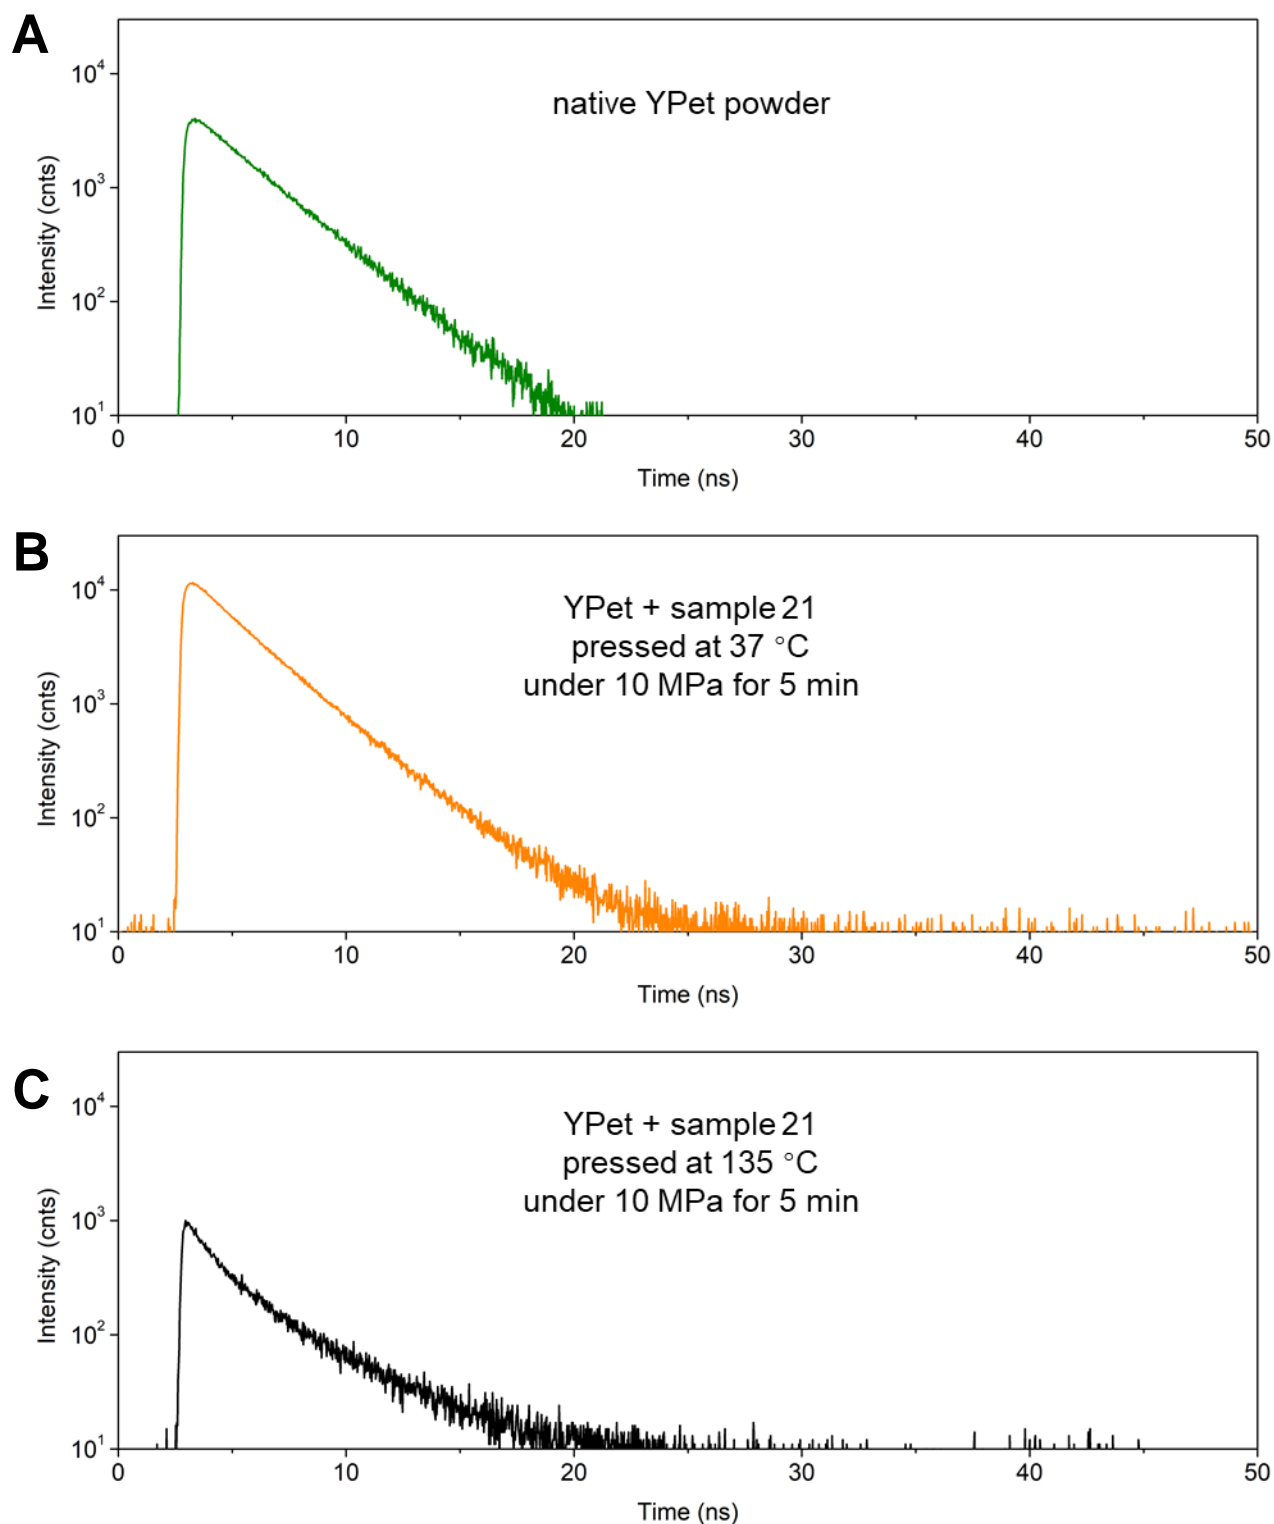 A
native YPet powder
Intensity (cnts)
10⁴
10³
10²
10¹
0 10 20 30 40 50
Time (ns)
B
YPet + sample 21
pressed at 37 °C
under 10 MPa for 5 min
Intensity (cnts)
10⁴
10³
10²
10¹
0 10 20 30 40 50
Time (ns)
C
YPet + sample 21
pressed at 135 °C
under 10 MPa for 5 min
Intensity (cnts)
10⁴
10³
10²
10¹
0 10 20 30 40 50
Time (ns)